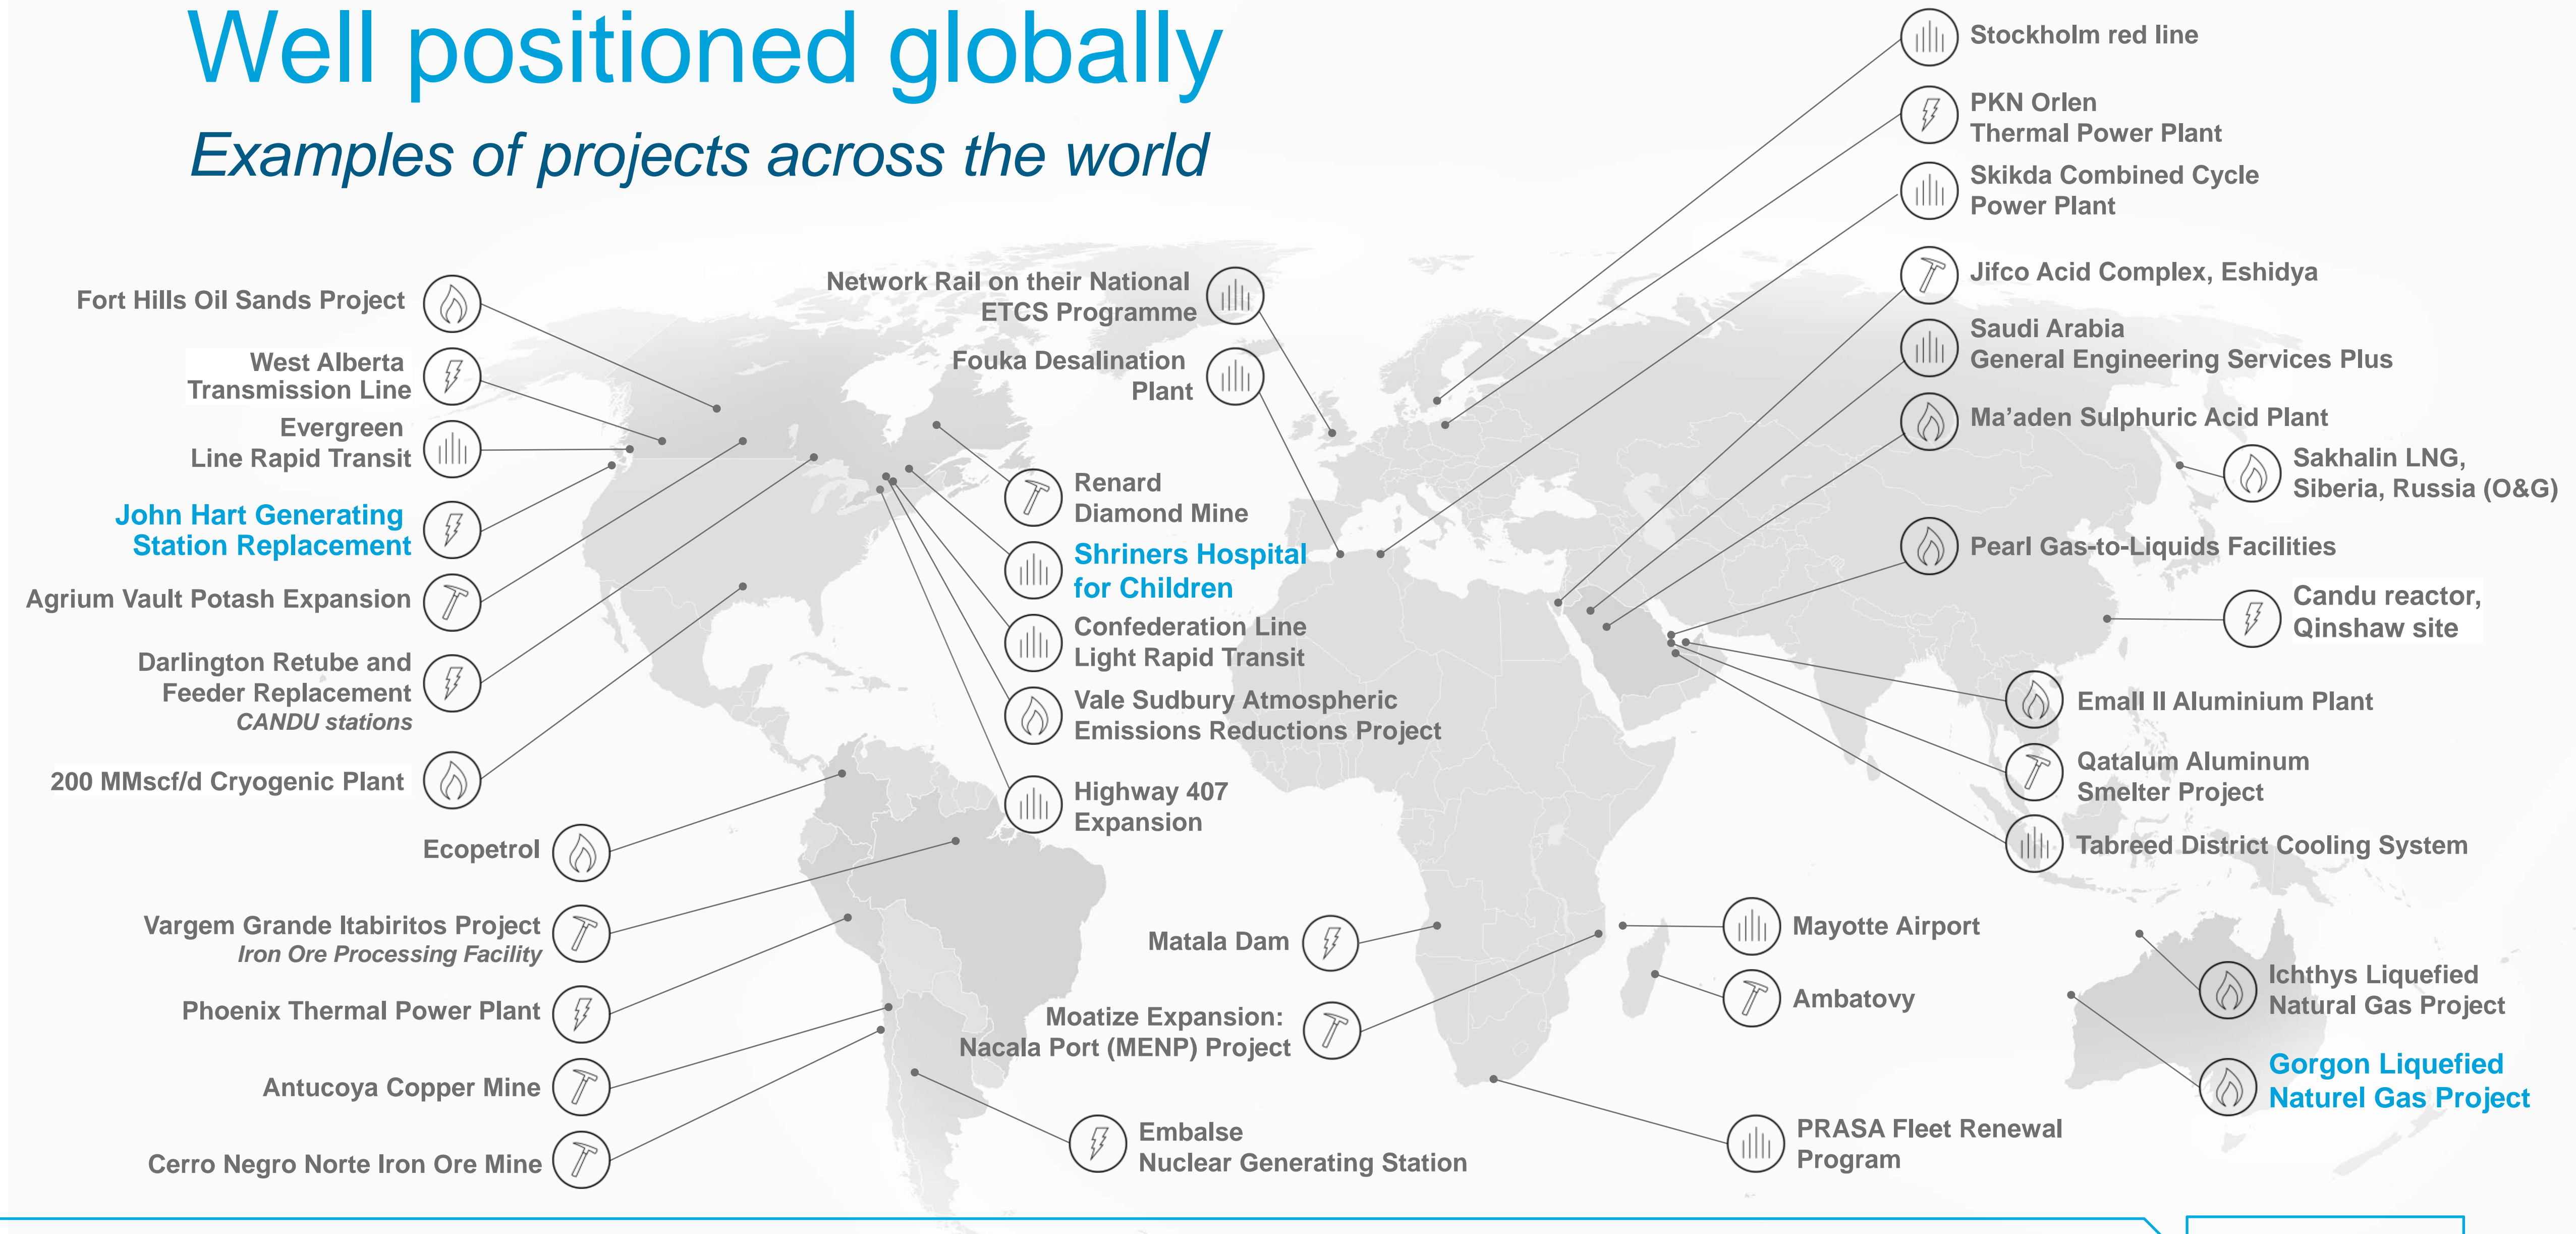 Well positioned globally
Examples of projects across the world
Fort Hills Oil Sands Project
West Alberta
Transmission Line
Evergreen
Line Rapid Transit
John Hart Generating
Station Replacement
Agrium Vault Potash Expansion
Darlington Retube and
Feeder Replacement
CANDU stations
200 MMscf/d Cryogenic Plant
Ecopetrol
Vargem Grande Itabiritos Project
Iron Ore Processing Facility
Phoenix Thermal Power Plant
Antucoya Copper Mine
Cerro Negro Norte Iron Ore Mine
Network Rail on their National
ETCS Programme
Fouka Desalination
Plant
Renard
Diamond Mine
Shriners Hospital
for Children
Confederation Line
Light Rapid Transit
Vale Sudbury Atmospheric
Emissions Reductions Project
Highway 407
Expansion
Matala Dam
Moatize Expansion:
Nacala Port (MENP) Project
Embalse
Nuclear Generating Station
Stockholm red line
PKN Orlen
Thermal Power Plant
Skikda Combined Cycle
Power Plant
Jifco Acid Complex, Eshidya
Saudi Arabia
General Engineering Services Plus
Ma’aden Sulphuric Acid Plant
Sakhalin LNG,
Siberia, Russia (O&G)
Pearl Gas-to-Liquids Facilities
Candu reactor,
Qinshaw site
Emall II Aluminium Plant
Qatalum Aluminum
Smelter Project
Tabreed District Cooling System
Mayotte Airport
Ambatovy
Ichthys Liquefied
Natural Gas Project
Gorgon Liquefied
Naturel Gas Project
PRASA Fleet Renewal
Program